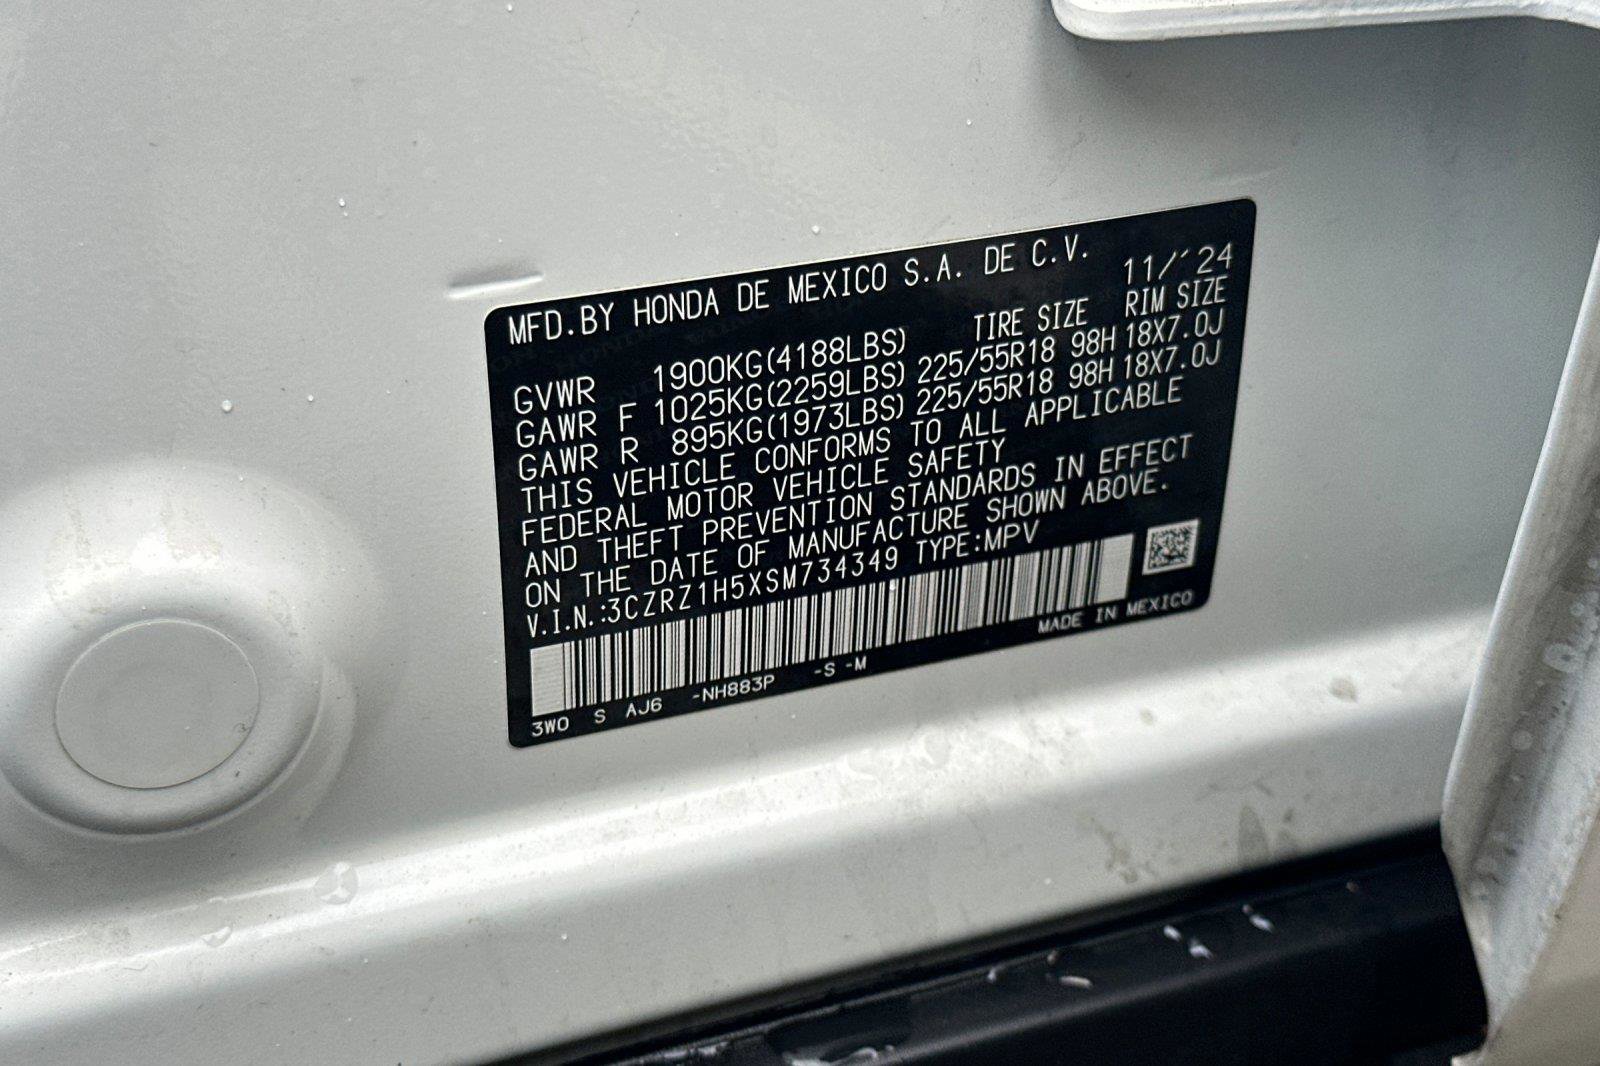 MFD.BY HONDA DE MEXICO S.A. DE C.V.
11/'24
TIRE SIZE RIM SIZE
GVWR 1900KG(4188LBS)
GAWR F 1025KG(2259LBS) 225/55R18 98H 18X7.0J
GAWR R 895KG(1973LBS) 225/55R18 98H 18X7.0J
THIS VEHICLE CONFORMS TO ALL APPLICABLE
FEDERAL MOTOR VEHICLE SAFETY
AND THEFT PREVENTION STANDARDS IN EFFECT
ON THE DATE OF MANUFACTURE SHOWN ABOVE.
V.I.N.:3CZRZ1H5XSM734349 TYPE:MPV
MADE IN MEXICO
3W0 S AJ6 -NH883P -S -M